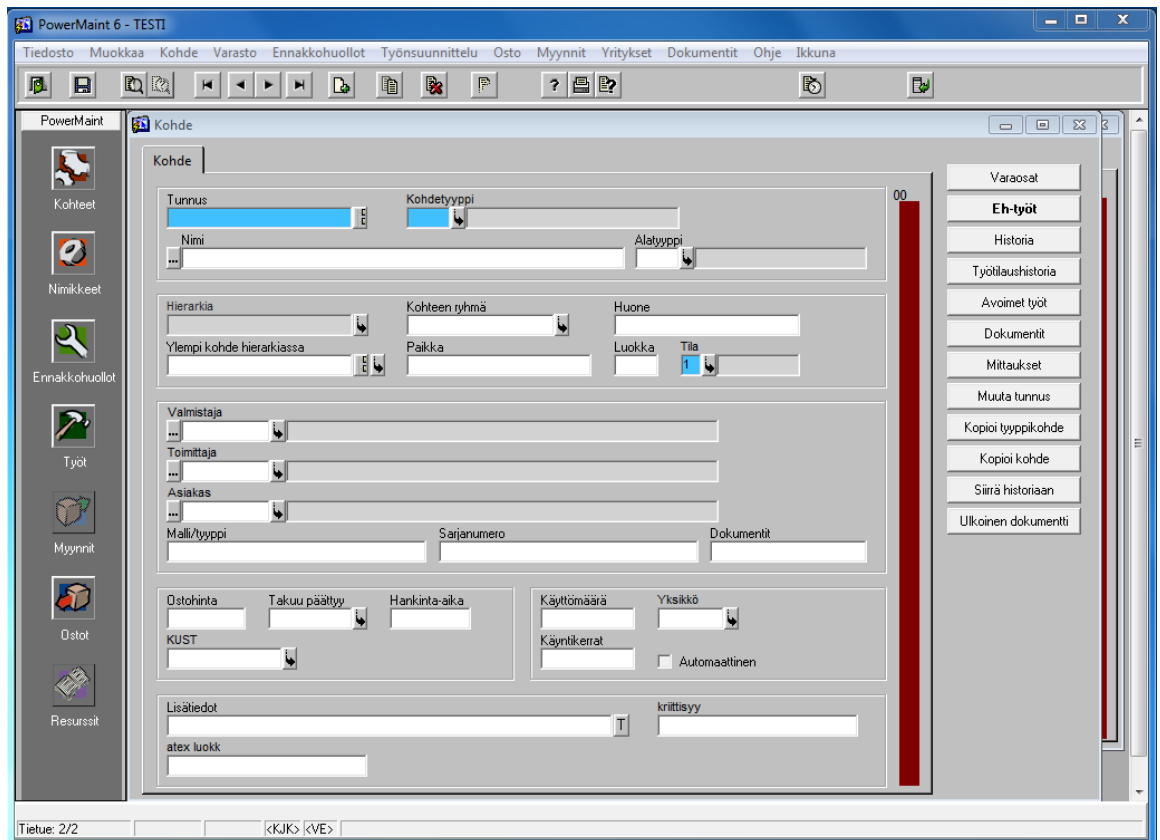 PowerMaint 6 - TESTI
Tiedosto Muokkaa Kohde Varasto Ennakkohuollot Työnsuunnittelu Osto Myynnit Yritykset Dokumentit Ohje Ikkuna
PowerMaint
Kohteet
Nimikkeet
Ennakkohuollot
Työt
Myynnit
Ostot
Resurssit
Kohde
Kohde
Tunnus Kohdetyyppi
Nimi Alatyyppi
Hierarkia Kohteen ryhmä Huone
Ylempi kohde hierarkiassa Paikka Luokka Tila
1
Valmistaja
Toimittaja
Asiakas
Malli/tyyppi Sarjanumero Dokumentit
Ostohinta Takuu päättyy Hankinta-aika
KUST
Käyttömäärä Yksikkö
Käyntikerrat
Automaattinen
Lisätiedot kriittisyy
T
atex luokk
00
Varaosat
Eh-työt
Historia
Työtilaushistoria
Avoimet työt
Dokumentit
Mittaukset
Muuta tunnus
Kopioi tyyppikohde
Kopioi kohde
Siirrä historiaan
Ulkoinen dokumentti
Tietue: 2/2 <KJK> <VE>